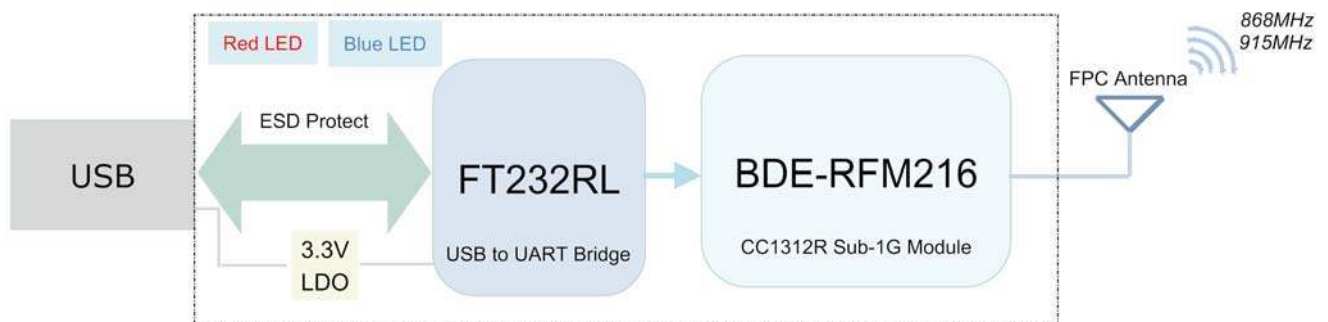 868MHz
915MHz
Red LED
Blue LED
FPC Antenna
ESD Protect
USB
FT232RL
BDE-RFM216
USB to UART Bridge
CC1312R Sub-1G Module
3.3V
LDO